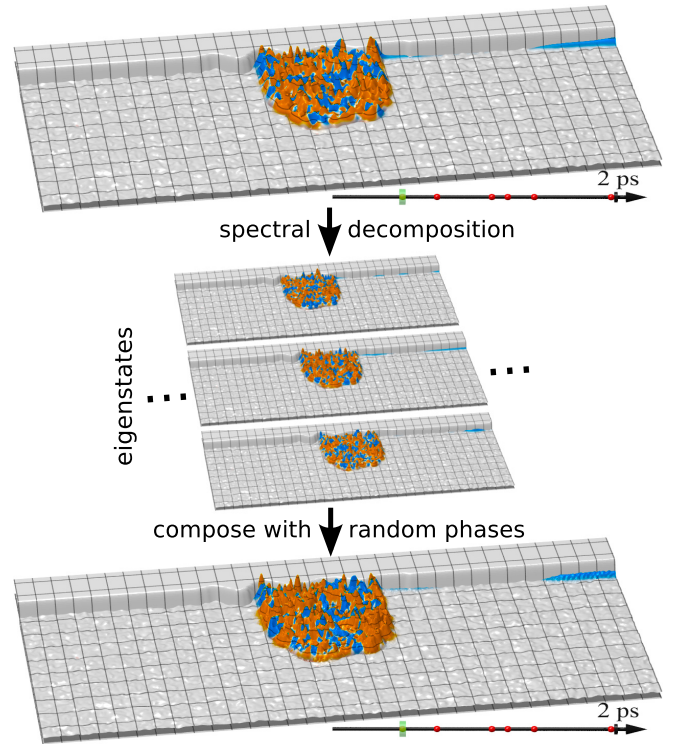 2 ps
spectral decomposition
eigenstates
compose with random phases
2 ps